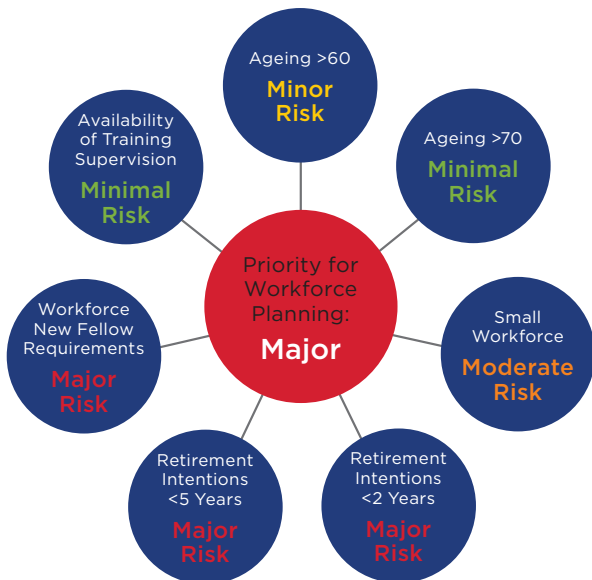 Ageing >60
Minor
Risk
Ageing >70
Minimal
Risk
Small
Workforce
Moderate
Risk
Retirement
Intentions
<2 Years
Major
Risk
Retirement
Intentions
<5 Years
Major
Risk
Workforce
New Fellow
Requirements
Major
Risk
Availability
of Training
Supervision
Minimal
Risk
Priority for
Workforce
Planning:
Major